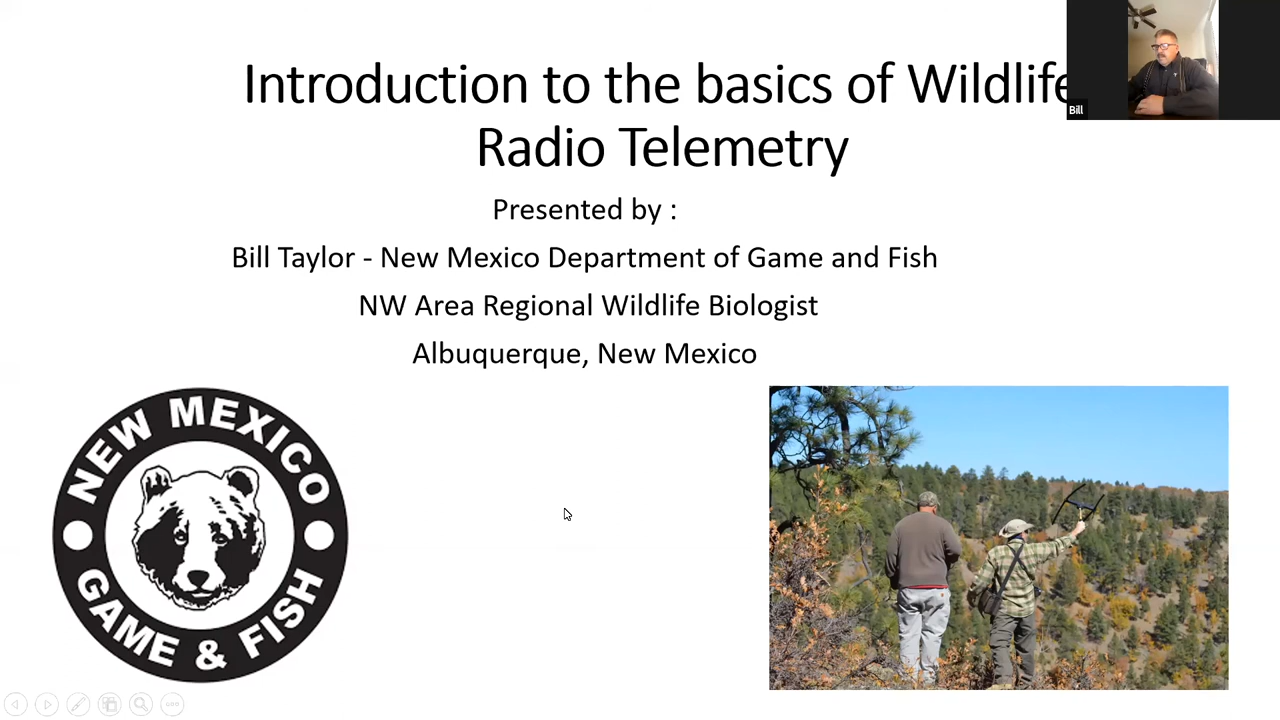 Introduction to the basics of Wildlife
Radio Telemetry
Bill
Presented by :
Bill Taylor - New Mexico Department of Game and Fish
NW Area Regional Wildlife Biologist
Albuquerque, New Mexico
NEW MEXICO
GAME & FISH